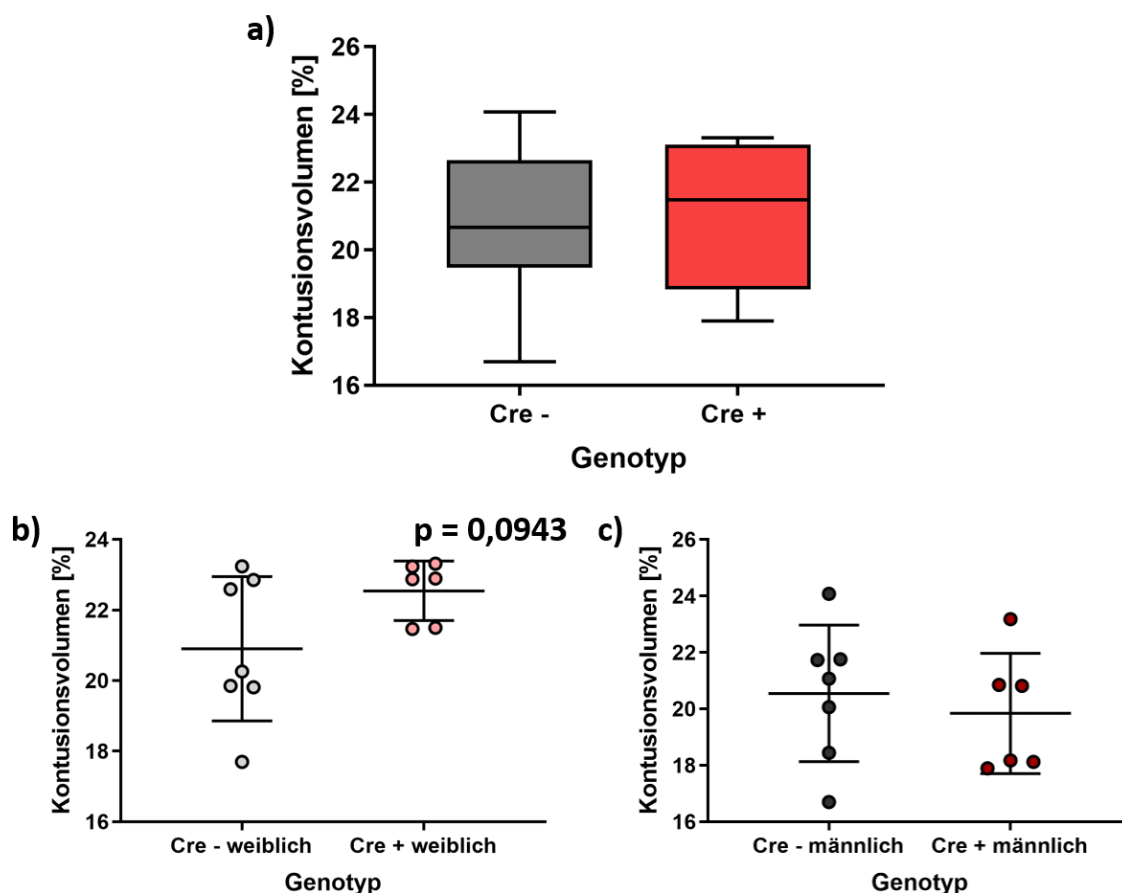 a)
Kontusionsvolumen [%]
26
24
22
20
18
16
Cre -
Cre +
Genotyp
b)
p = 0,0943
Kontusionsvolumen [%]
24
22
20
18
16
Cre - weiblich
Cre + weiblich
Genotyp
c)
Kontusionsvolumen [%]
26
24
22
20
18
16
Cre - männlich
Cre + männlich
Genotyp